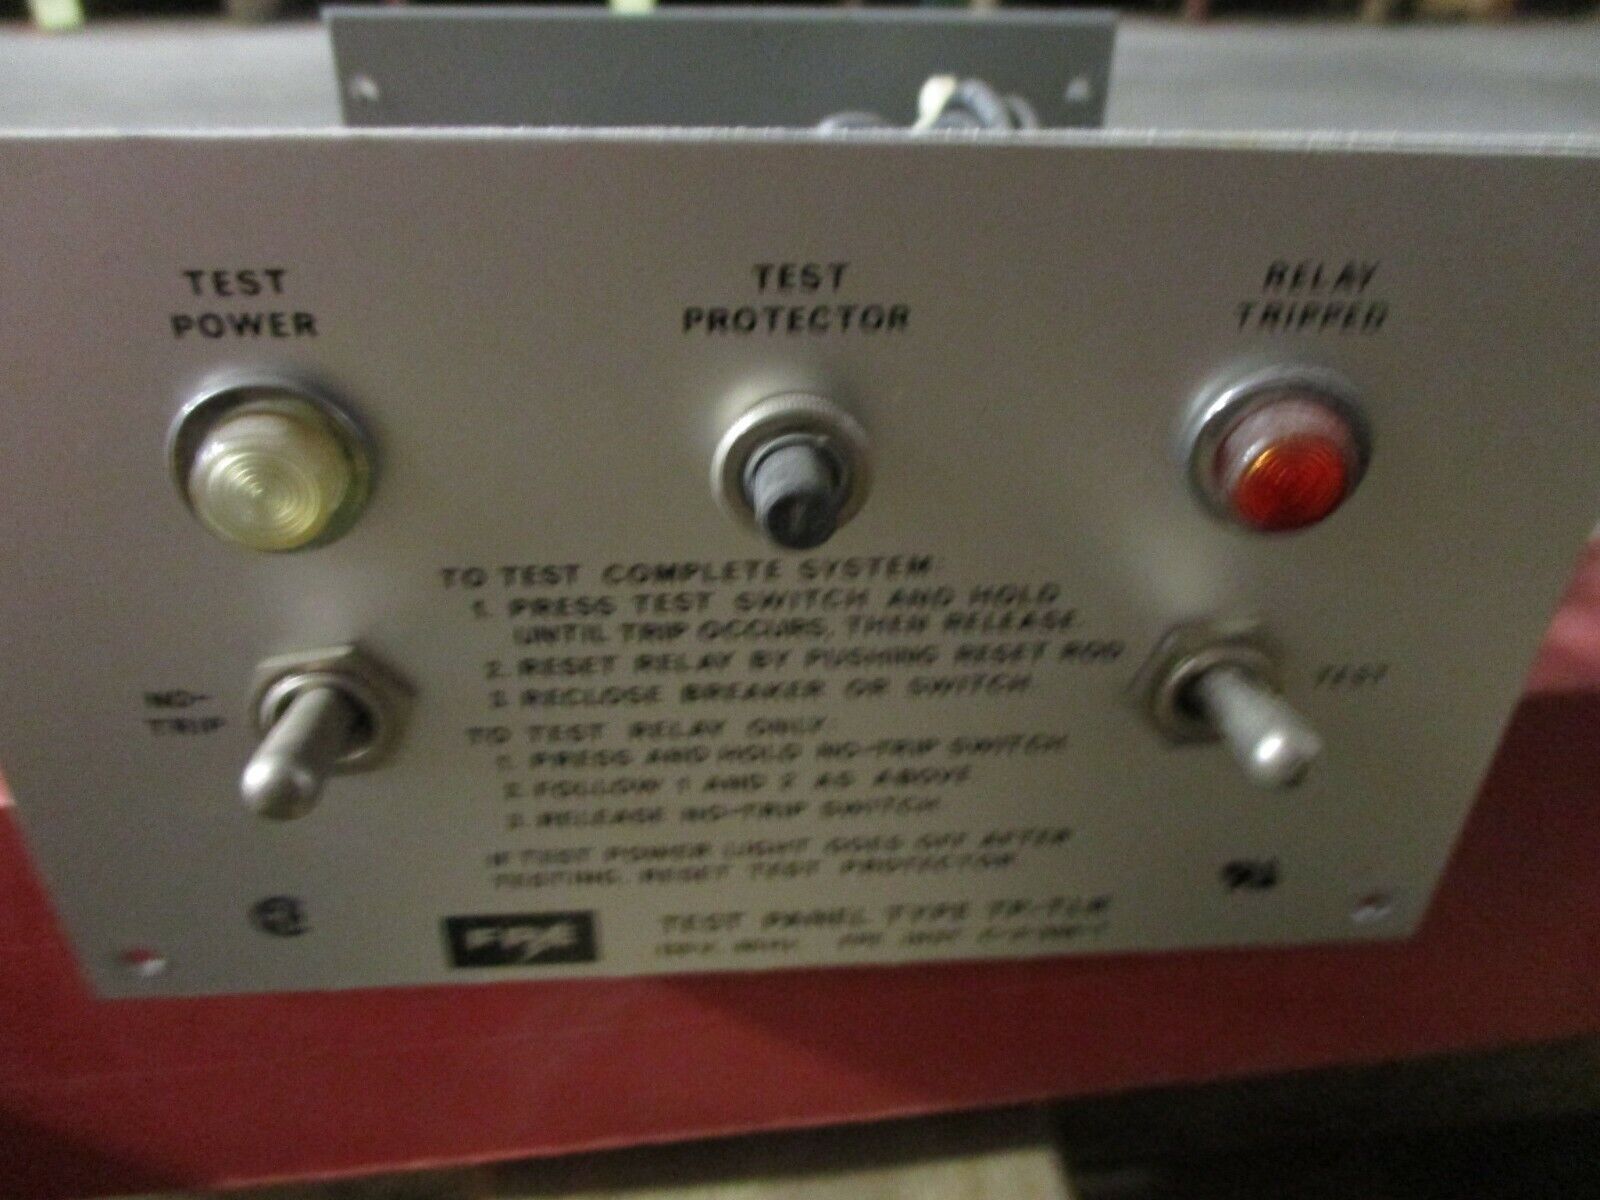 TEST
POWER
TEST
PROTECTOR
RELAY
TRIPPED
TO TEST COMPLETE SYSTEM:
1. PRESS TEST SWITCH AND HOLD
UNTIL TRIP OCCURS, THEN RELEASE.
2. RESET RELAY BY PUSHING RESET ROD
3. RECLOSE BREAKER OR SWITCH.
NO-
TRIP
TEST
TO TEST RELAY ONLY:
1. PRESS AND HOLD NO-TRIP SWITCH.
2. FOLLOW 1 AND 2 AS ABOVE
3. RELEASE NO-TRIP SWITCH.
IF TEST POWER LIGHT GOES OFF AFTER
TESTING, RESET TEST PROTECTOR.
FPE
TEST PANEL TYPE